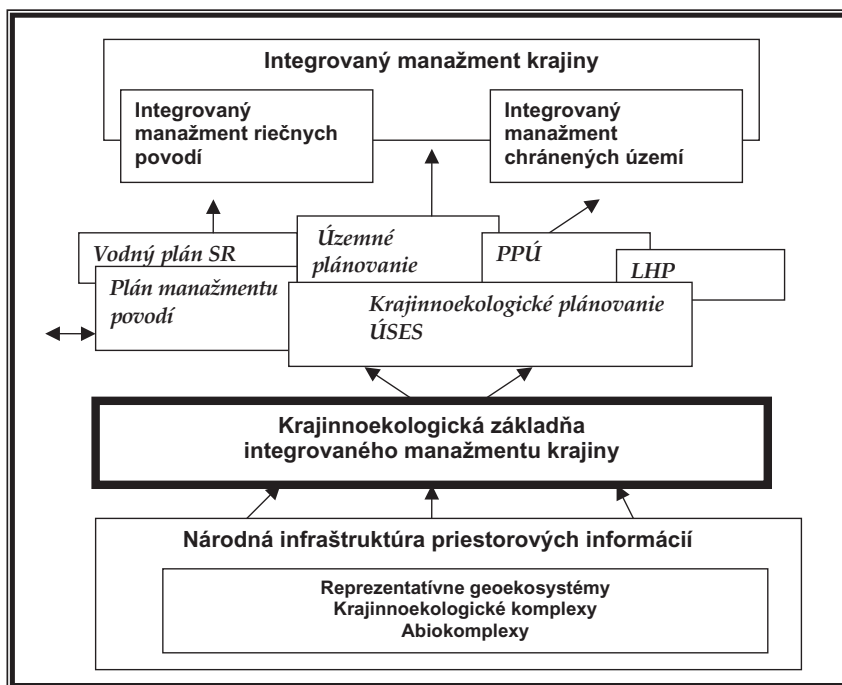 Integrovaný manažment krajiny
Integrovaný
manažment riečnych
povodí
Integrovaný
manažment
chránených území
Vodný plán SR
Územné
plánovanie
PPÚ
LHP
Plán manažmentu
povodí
Krajinnoekologické plánovanie
ÚSES
Krajinnoekologická základňa
integrovaného manažmentu krajiny
Národná infraštruktúra priestorových informácií
Reprezentatívne geoekosystémy
Krajinnoekologické komplexy
Abiokomplexy